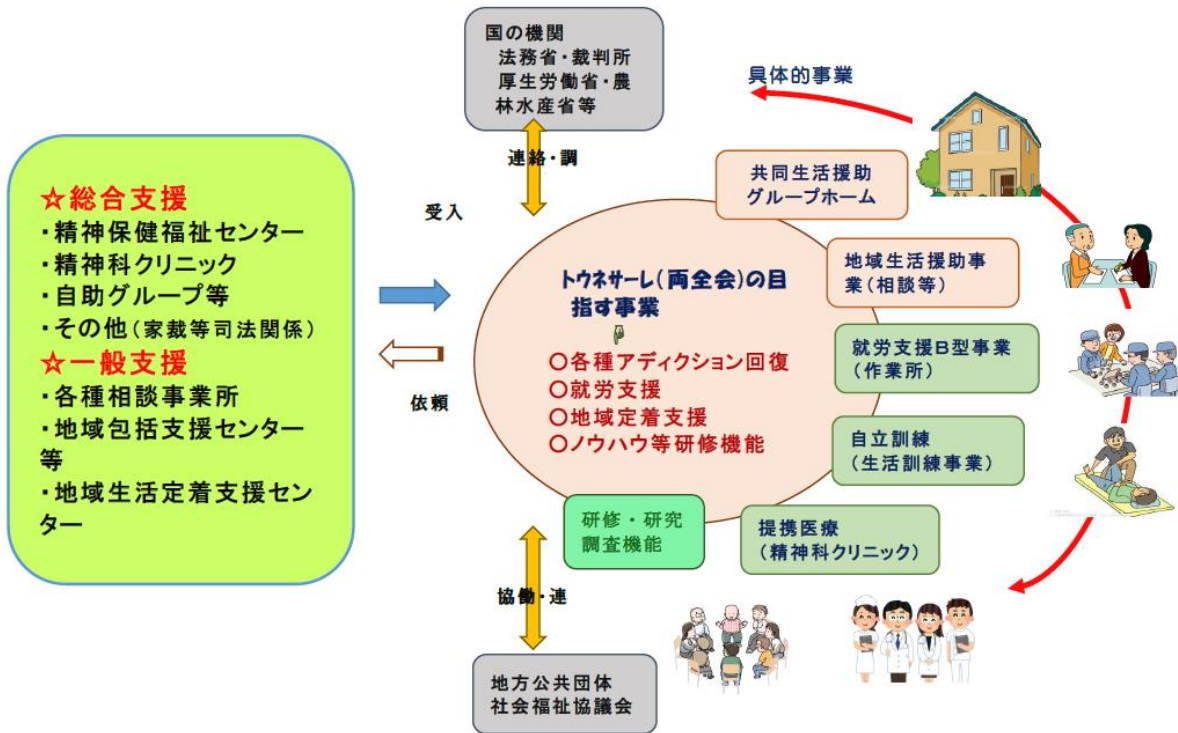 国の機関
法務省・裁判所
厚生労働省・農
林水産省等
具体的事業
連絡・調
共同生活援助
グループホーム
☆総合支援
・精神保健福祉センター
・精神科クリニック
・自助グループ等
・その他(家裁等司法関係)
☆一般支援
・各種相談事業所
・地域包括支援センター
等
・地域生活定着支援セン
ター
受入
依頼
トウネサーレ(両全会)の目
指す事業
〇各種アディクション回復
〇就労支援
〇地域定着支援
〇ノウハウ等研修機能
地域生活援助事
業(相談等)
就労支援B型事業
(作業所)
自立訓練
(生活訓練事業)
提携医療
(精神科クリニック)
研修・研究
調査機能
協働・連
地方公共団体
社会福祉協議会